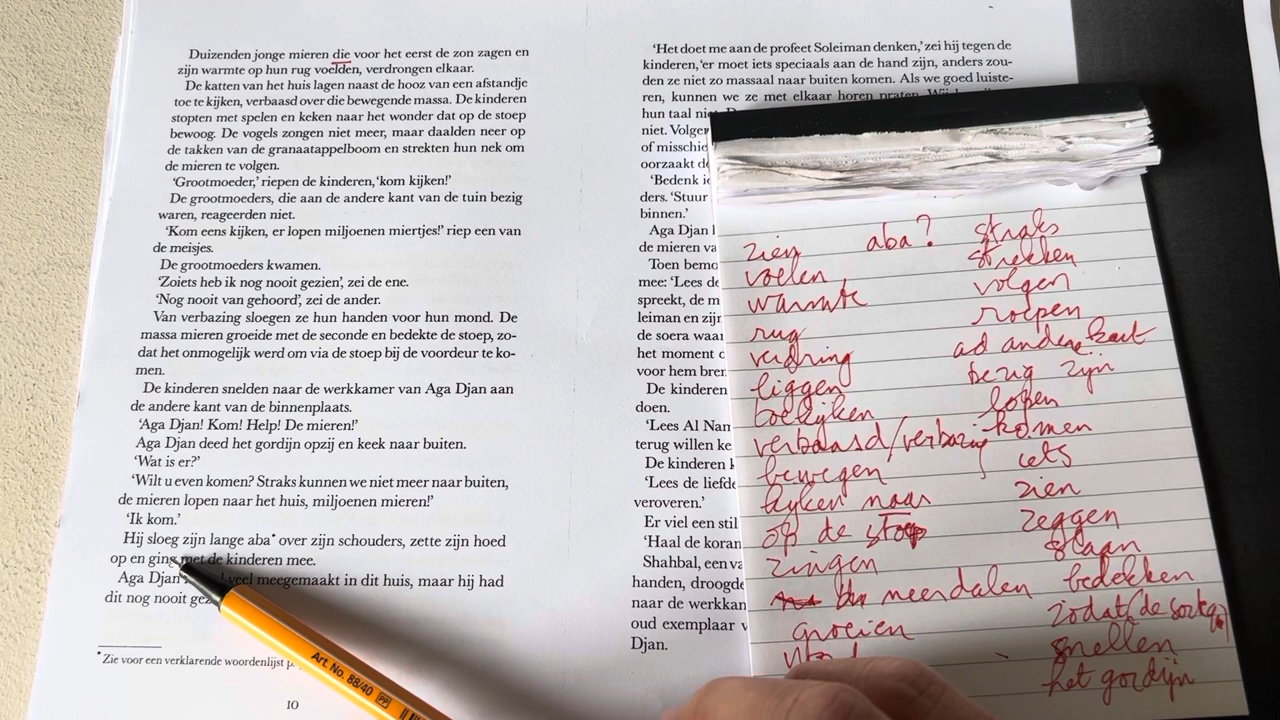 Duizenden jonge mieren die voor het eerst de zon zagen en
zijn warmte op hun rug voelden, verdrongen elkaar.
De katten van het huis lagen naast de hooz van een afstandje
toe te kijken, verbaasd over die bewegende massa. De kinderen
stopten met spelen en keken naar het wonder dat op de stoep
bewoog. De vogels zongen niet meer, maar daalden neer op
de takken van de granaatappelboom en strekten hun nek om
de mieren te volgen.
‘Grootmoeder,’ riepen de kinderen, ‘kom kijken!’
De grootmoeders, die aan de andere kant van de tuin bezig
waren, reageerden niet.
‘Kom eens kijken, er lopen miljoenen miertjes!’ riep een van
de meisjes.
De grootmoeders kwamen.
‘Zoiets heb ik nog nooit gezien’, zei de ene.
‘Nog nooit van gehoord’, zei de ander.
Van verbazing sloegen ze hun handen voor hun mond. De
massa mieren groeide met de seconde en bedekte de stoep, zo-
dat het onmogelijk werd om via de stoep bij de voordeur te ko-
men.
De kinderen snelden naar de werkkamer van Aga Djan aan
de andere kant van de binnenplaats.
‘Aga Djan! Kom! Help! De mieren!’
Aga Djan deed het gordijn opzij en keek naar buiten.
‘Wat is er?’
‘Wilt u even komen? Straks kunnen we niet meer naar buiten,
de mieren lopen naar het huis, miljoenen mieren!’
‘Ik kom.’
Hij sloeg zijn lange aba* over zijn schouders, zette zijn hoed
op en ging met de kinderen mee.
Aga Djan veel meegemaakt in dit huis, maar hij had
dit nog nooit
* Zie voor een verklarende woordenlijst
10
‘Het doet me aan de profeet Soleiman denken,’ zei hij tegen de
kinderen, ‘er moet iets speciaals aan de hand zijn, anders zou-
den ze niet zo massaal naar buiten komen. Als we goed luiste-
ren, kunnen we ze met elkaar horen praten.
hun taal
niet. Volgen
of misschie
oorzaakt de
‘Bedenk
ders. ‘Stuur
binnen.’
Aga Djan
de mieren va
Toen bemo
mee: ‘Lees de
spreekt, de m
leiman en zijn
de soera waar
het moment
voor hem bren
De kinderen
doen.
‘Lees Al Nam
terug willen ke
De kinderen
‘Lees de liefde
veroveren.’
Er viel een stil
‘Haal de koran
Shahbal, een va
handen, droogde
naar de werkkam
oud exemplaar
Djan.
zien aba? straks
voelen strekken
warmte volgen
rug roepen
verdring ad andere kant
liggen bezig zijn
toekijken lopen
verbaasd/verbazing komen
bewegen iets
kijken naar zien
op de stoep zeggen
zingen slaan
neerdalen bedekken
groeien zodat
snellen
het gordijn
Art No. 88/40 PP